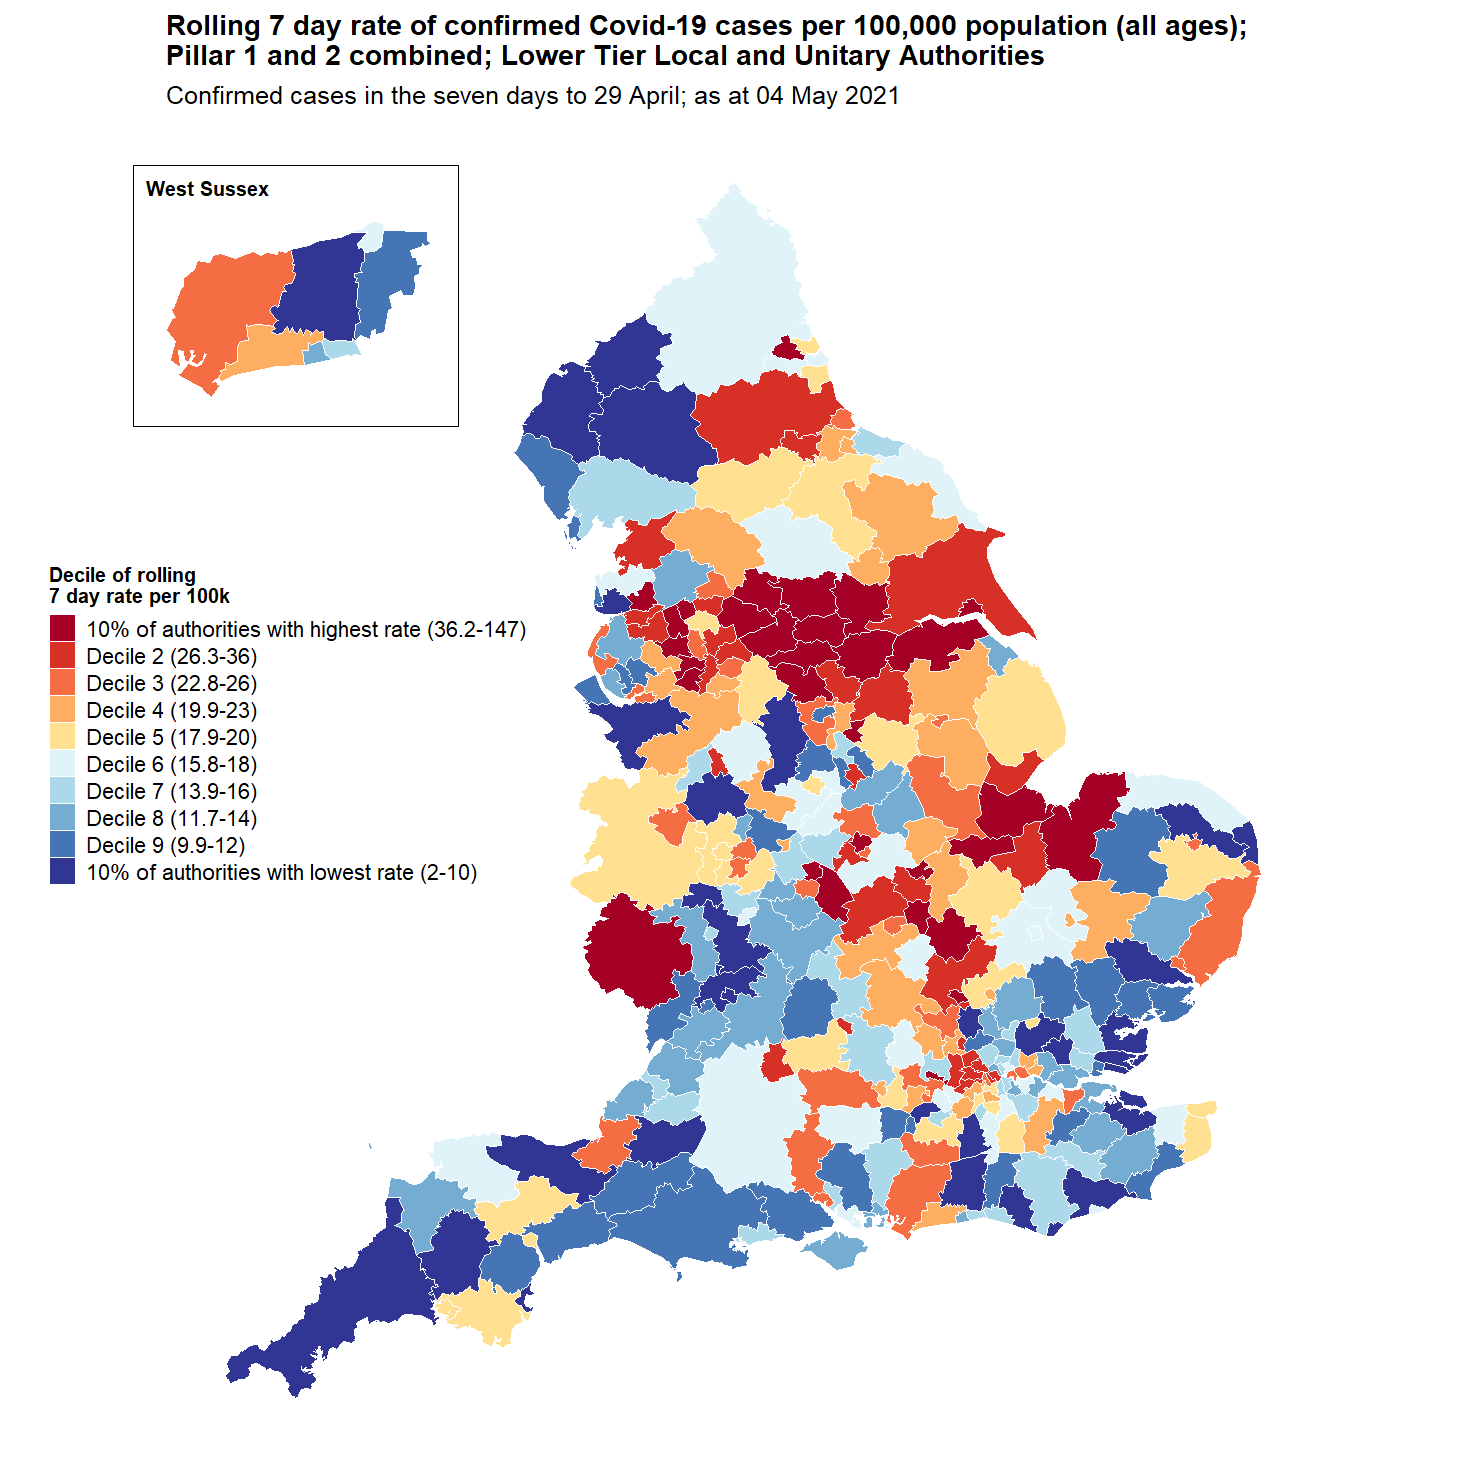 Rolling 7 day rate of confirmed Covid-19 cases per 100,000 population (all ages);
Pillar 1 and 2 combined; Lower Tier Local and Unitary Authorities
Confirmed cases in the seven days to 29 April; as at 04 May 2021
West Sussex
Decile of rolling
7 day rate per 100k
10% of authorities with highest rate (36.2-147)
Decile 2 (26.3-36)
Decile 3 (22.8-26)
Decile 4 (19.9-23)
Decile 5 (17.9-20)
Decile 6 (15.8-18)
Decile 7 (13.9-16)
Decile 8 (11.7-14)
Decile 9 (9.9-12)
10% of authorities with lowest rate (2-10)